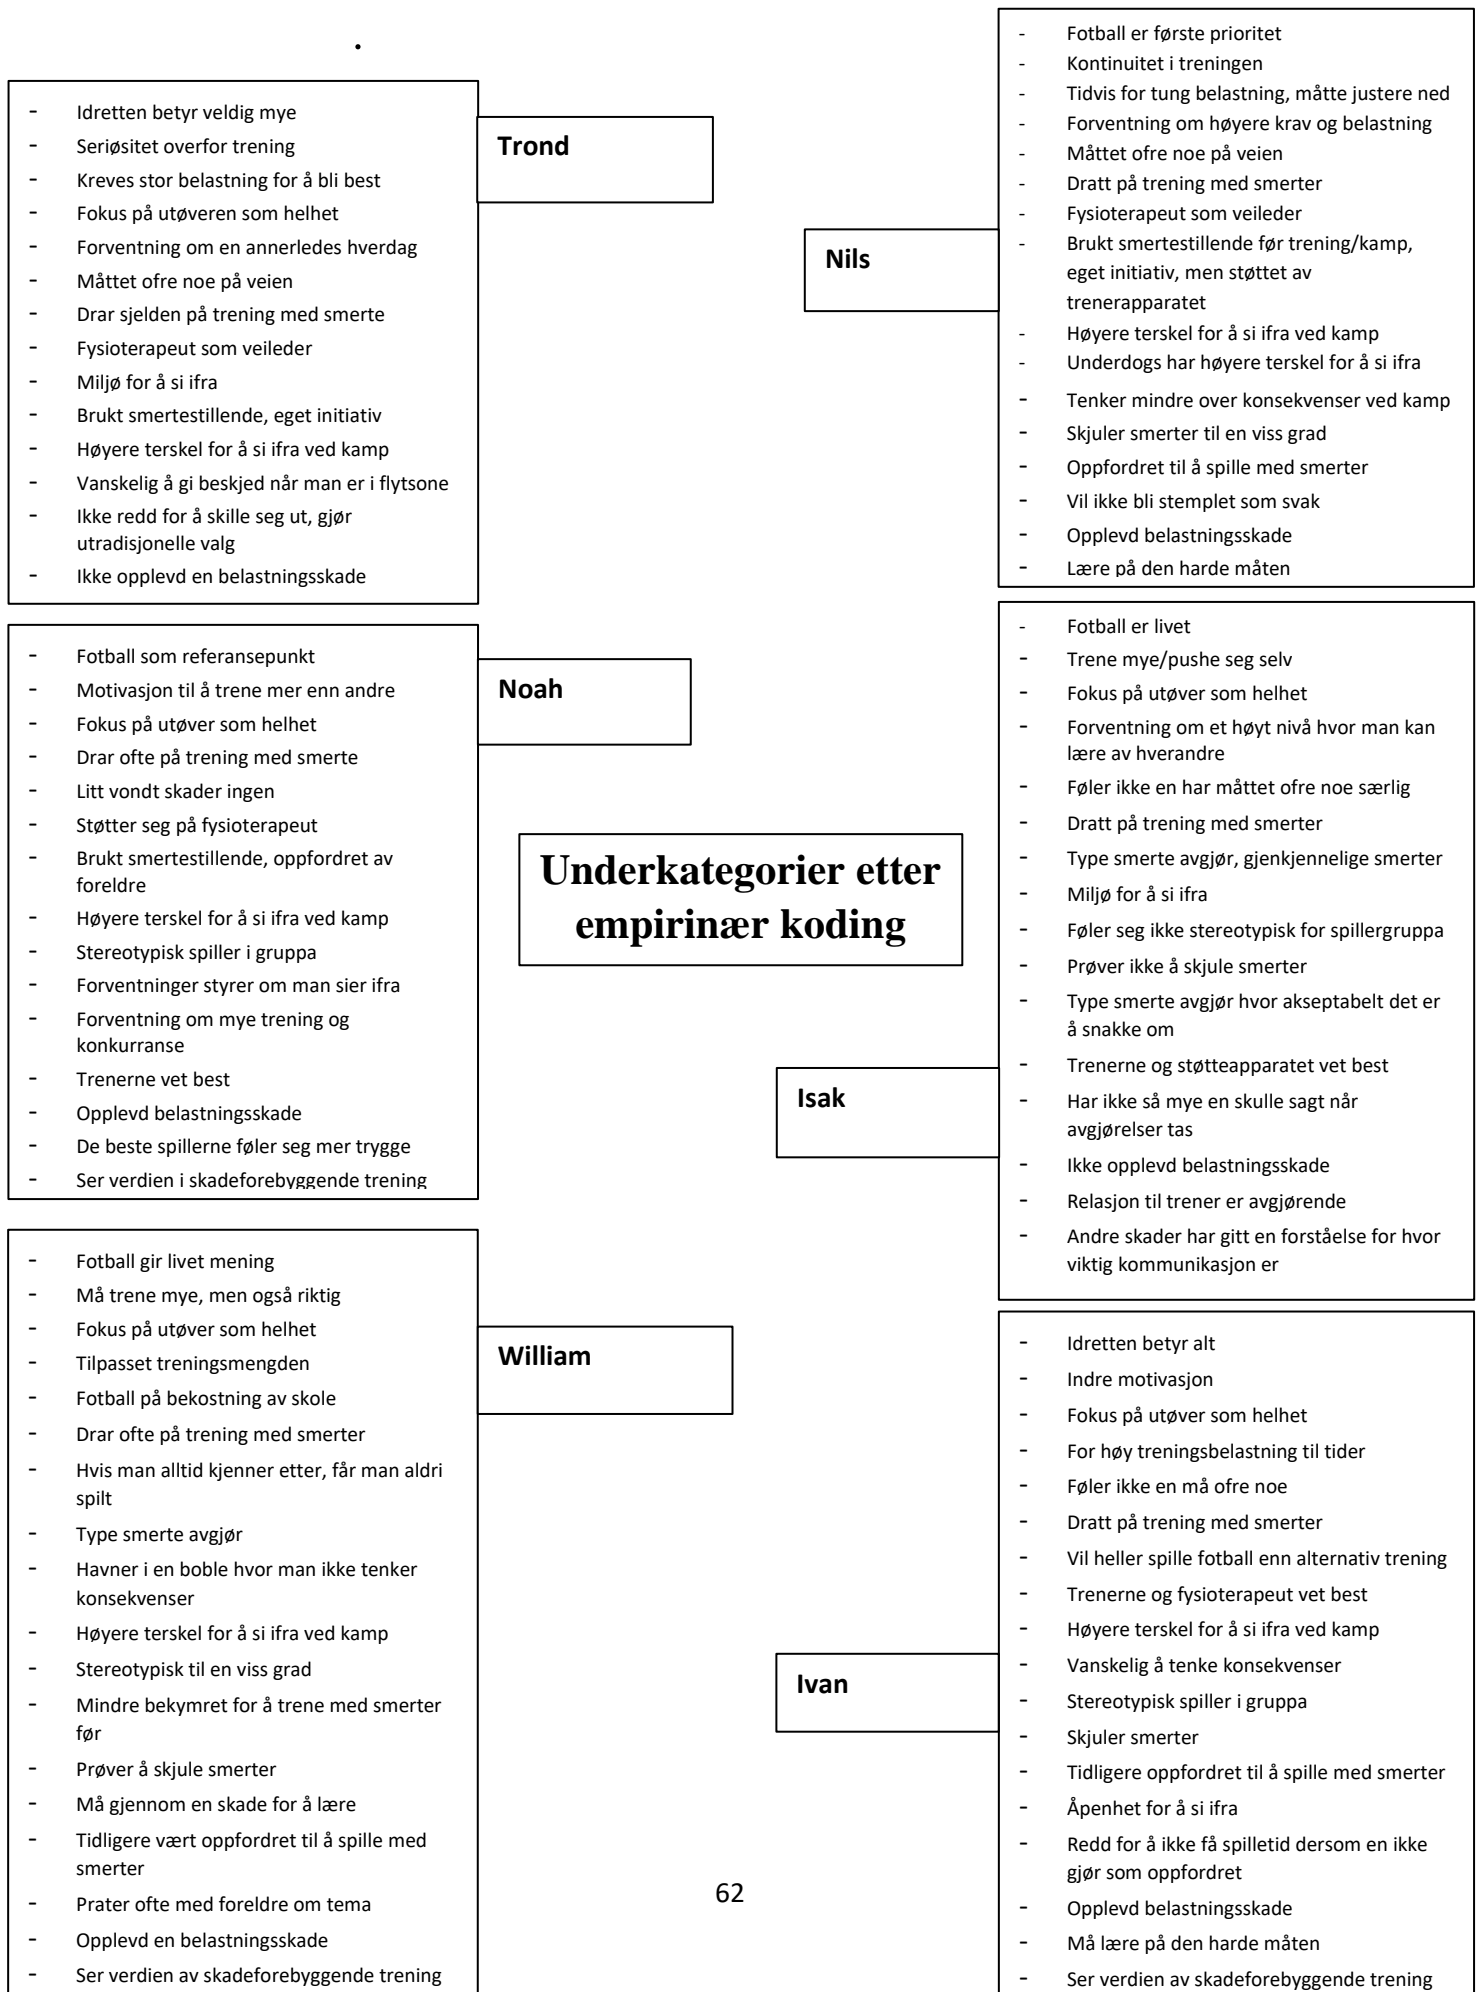 .
- Idretten betyr veldig mye
- Seriøsitet overfor trening
- Kreves stor belastning for å bli best
- Fokus på utøveren som helhet
- Forventning om en annerledes hverdag
- Måttet ofre noe på veien
- Drar sjelden på trening med smerte
- Fysioterapeut som veileder
- Miljø for å si ifra
- Brukt smertestillende, eget initiativ
- Høyere terskel for å si ifra ved kamp
- Vanskelig å gi beskjed når man er i flytsone
- Ikke redd for å skille seg ut, gjør
utradisjonelle valg
- Ikke opplevd en belastningsskade
Trond
- Fotball er første prioritet
- Kontinuitet i treningen
- Tidvis for tung belastning, måtte justere ned
- Forventning om høyere krav og belastning
- Måttet ofre noe på veien
- Dratt på trening med smerter
- Fysioterapeut som veileder
- Brukt smertestillende før trening/kamp,
eget initiativ, men støttet av
trenerapparatet
- Høyere terskel for å si ifra ved kamp
- Underdogs har høyere terskel for å si ifra
- Tenker mindre over konsekvenser ved kamp
- Skjuler smerter til en viss grad
- Oppfordret til å spille med smerter
- Vil ikke bli stemplet som svak
- Opplevd belastningsskade
- Lære på den harde måten
Nils
- Fotball som referansepunkt
- Motivasjon til å trene mer enn andre
- Fokus på utøver som helhet
- Drar ofte på trening med smerte
- Litt vondt skader ingen
- Støtter seg på fysioterapeut
- Brukt smertestillende, oppfordret av
foreldre
- Høyere terskel for å si ifra ved kamp
- Stereotypisk spiller i gruppa
- Forventninger styrer om man sier ifra
- Forventning om mye trening og
konkurranse
- Trenerne vet best
- Opplevd belastningsskade
- De beste spillerne føler seg mer trygge
- Ser verdien i skadeforebyggende trening
Noah
Underkategorier etter
empirinær koding
- Fotball er livet
- Trene mye/pushe seg selv
- Fokus på utøver som helhet
- Forventning om et høyt nivå hvor man kan
lære av hverandre
- Føler ikke en har måttet ofre noe særlig
- Dratt på trening med smerter
- Type smerte avgjør, gjenkjennelige smerter
- Miljø for å si ifra
- Føler seg ikke stereotypisk for spillergruppa
- Prøver ikke å skjule smerter
- Type smerte avgjør hvor akseptabelt det er
å snakke om
- Trenerne og støtteapparatet vet best
- Har ikke så mye en skulle sagt når
avgjørelser tas
- Ikke opplevd belastningsskade
- Relasjon til trener er avgjørende
- Andre skader har gitt en forståelse for hvor
viktig kommunikasjon er
Isak
- Fotball gir livet mening
- Må trene mye, men også riktig
- Fokus på utøver som helhet
- Tilpasset treningsmengden
- Fotball på bekostning av skole
- Drar ofte på trening med smerter
- Hvis man alltid kjenner etter, får man aldri
spilt
- Type smerte avgjør
- Havner i en boble hvor man ikke tenker
konsekvenser
- Høyere terskel for å si ifra ved kamp
- Stereotypisk til en viss grad
- Mindre bekymret for å trene med smerter
før
- Prøver å skjule smerter
- Må gjennom en skade for å lære
- Tidligere vært oppfordret til å spille med
smerter
- Prater ofte med foreldre om tema
- Opplevd en belastningsskade
- Ser verdien av skadeforebyggende trening
William
- Idretten betyr alt
- Indre motivasjon
- Fokus på utøver som helhet
- For høy treningsbelastning til tider
- Føler ikke en må ofre noe
- Dratt på trening med smerter
- Vil heller spille fotball enn alternativ trening
- Trenerne og fysioterapeut vet best
- Høyere terskel for å si ifra ved kamp
- Vanskelig å tenke konsekvenser
- Stereotypisk spiller i gruppa
- Skjuler smerter
- Tidligere oppfordret til å spille med smerter
- Åpenhet for å si ifra
- Redd for å ikke få spilletid dersom en ikke
gjør som oppfordret
- Opplevd belastningsskade
- Må lære på den harde måten
- Ser verdien av skadeforebyggende trening
Ivan
62